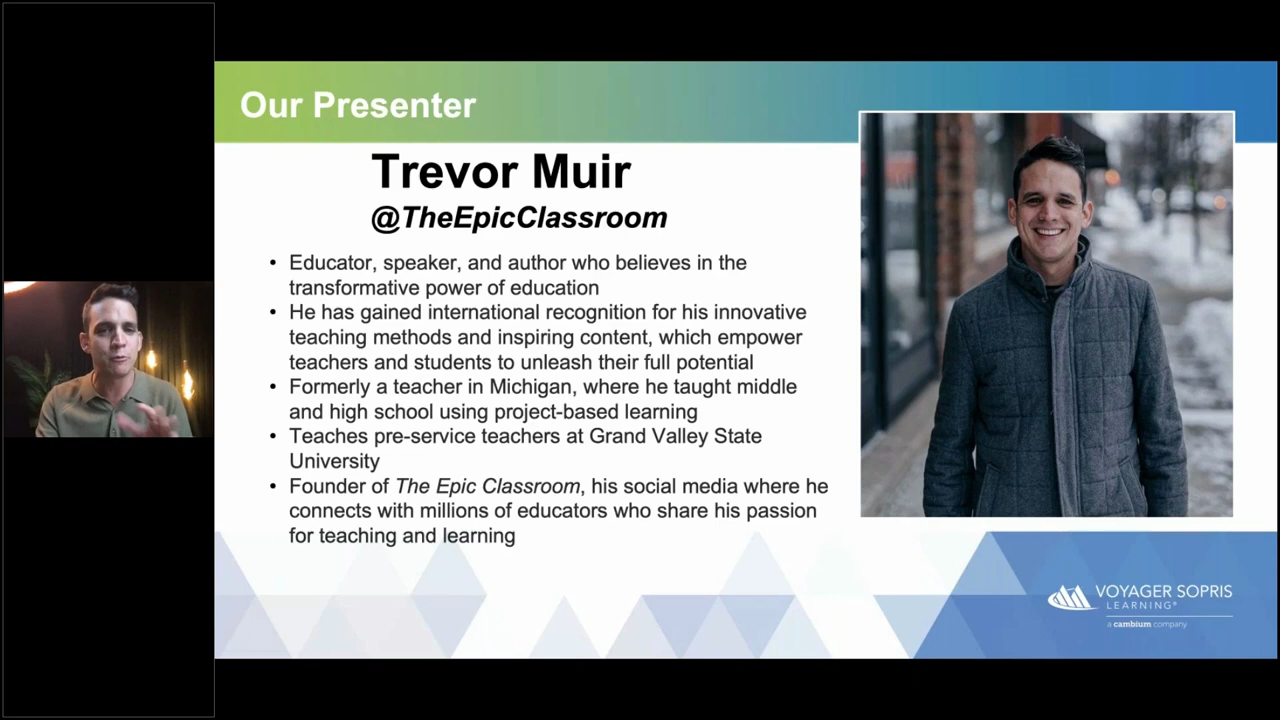 Our Presenter
Trevor Muir
@TheEpicClassroom
• Educator, speaker, and author who believes in the
transformative power of education
• He has gained international recognition for his innovative
teaching methods and inspiring content, which empower
teachers and students to unleash their full potential
• Formerly a teacher in Michigan, where he taught middle
and high school using project-based learning
• Teaches pre-service teachers at Grand Valley State
University
• Founder of The Epic Classroom, his social media where he
connects with millions of educators who share his passion
for teaching and learning
VOYAGER SOPRIS
LEARNING®
a cambium company